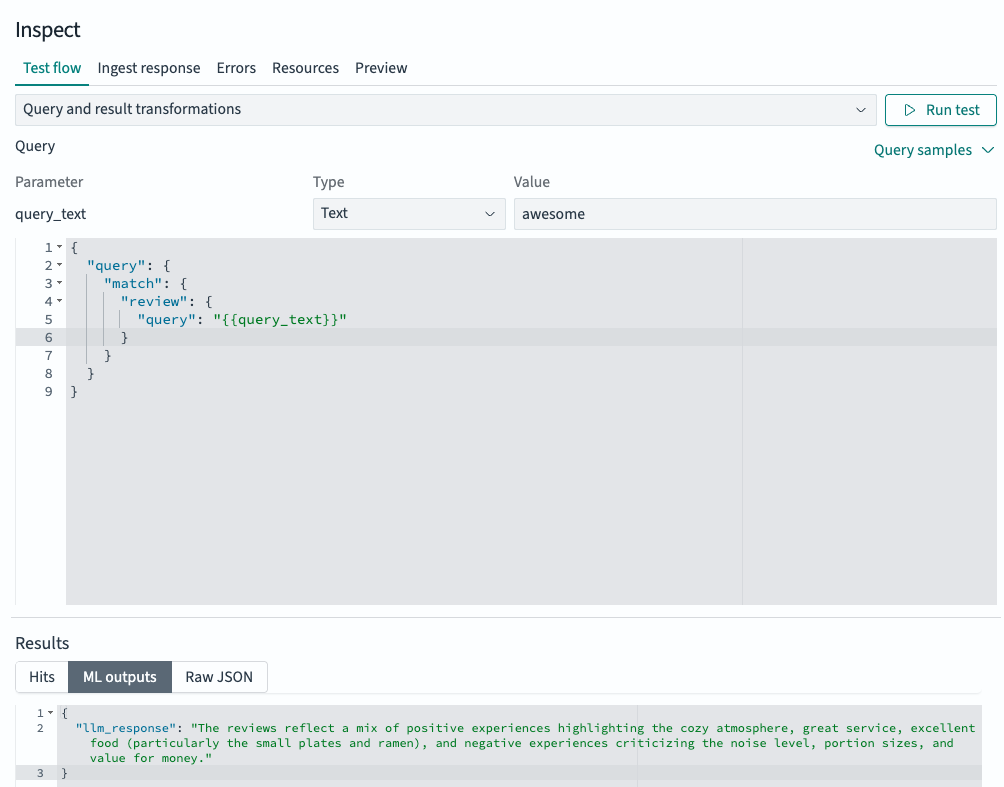 Inspect
Test flow Ingest response Errors Resources Preview
Query and result transformations Run test
Query Query samples
Parameter Type Value
query_text Text awesome
1 {
2 "query": {
3 "match": {
4 "review": {
5 "query": "{{query_text}}"
6 }
7 }
8 }
9 }
Results
Hits ML outputs Raw JSON
1 {
2 "llm_response": "The reviews reflect a mix of positive experiences highlighting the cozy atmosphere, great service, excellent
food (particularly the small plates and ramen), and negative experiences criticizing the noise level, portion sizes, and
value for money."
3 }